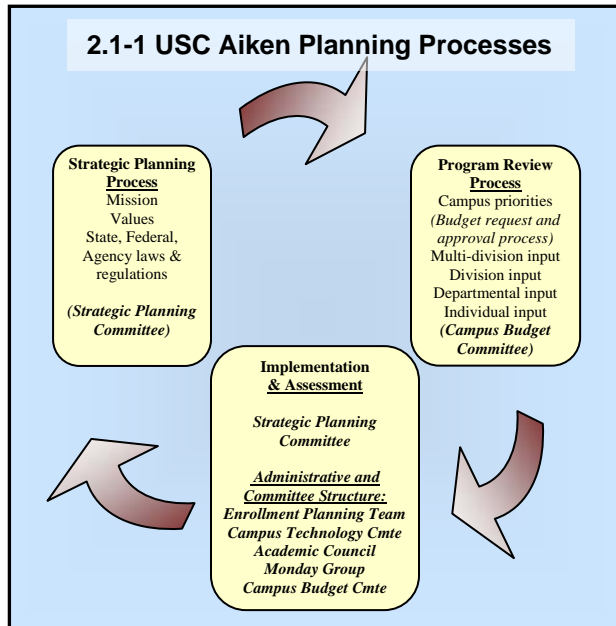 2.1-1 USC Aiken Planning Processes
Strategic Planning
Process
Mission
Values
State, Federal,
Agency laws &
regulations
(Strategic Planning
Committee)
Program Review
Process
Campus priorities
(Budget request and
approval process)
Multi-division input
Division input
Departmental input
Individual input
(Campus Budget
Committee)
Implementation
& Assessment
Strategic Planning
Committee
Administrative and
Committee Structure:
Enrollment Planning Team
Campus Technology Cmte
Academic Council
Monday Group
Campus Budget Cmte